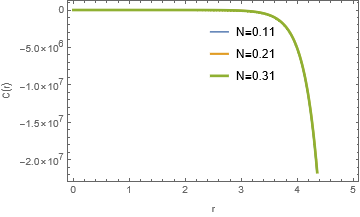 0
-5.0×10⁶
-1.0×10⁷
-1.5×10⁷
-2.0×10⁷
C(r)
N=0.11
N=0.21
N=0.31
0 1 2 3 4 5
r